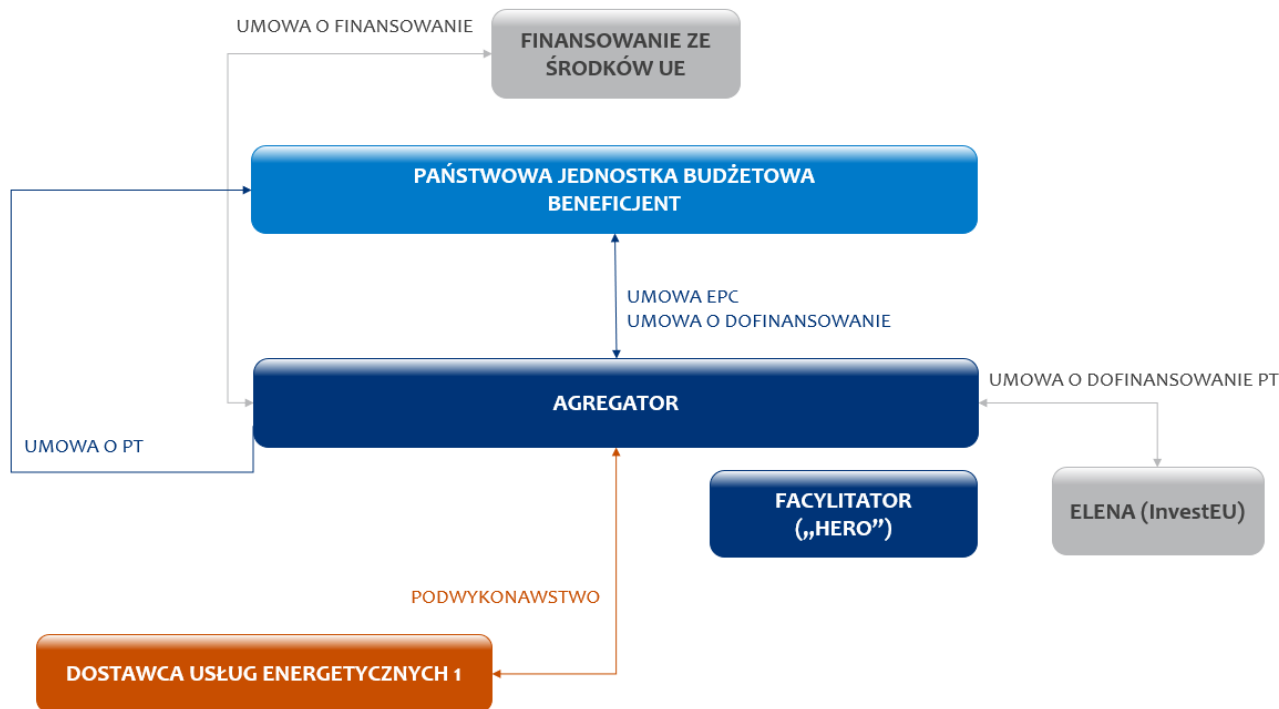 UMOWA O FINANSOWANIE
FINANSOWANIE ZE
ŚRODKÓW UE
PAŃSTWOWA JEDNOSTKA BUDŻETOWA
BENEFICJENT
UMOWA EPC
UMOWA O DOFINANSOWANIE
AGREGATOR
UMOWA O DOFINANSOWANIE PT
UMOWA O PT
FACYLITATOR
(„HERO”)
ELENA (InvestEU)
PODWYKONAWSTWO
DOSTAWCA USŁUG ENERGETYCZNYCH 1